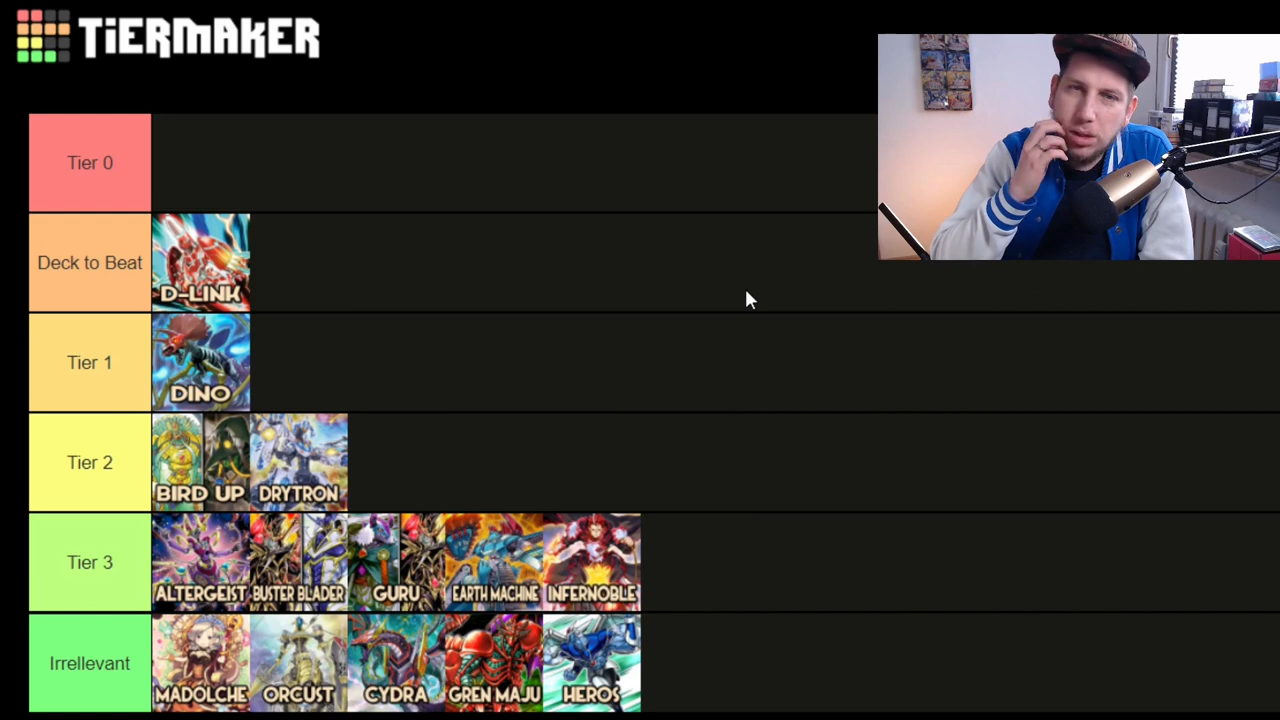 TiERMAKER
Tier 0
Deck to Beat
D-LINK
Tier 1
DINO
Tier 2
BIRD UP
DRYTRON
Tier 3
ALTERGEIST
BUSTER BLADER
GURU
EARTH MACHINE
INFERNOBLE
Irrellevant
MADOLCHE
ORCUST
CYDRA
GREN MAJU
HEROS